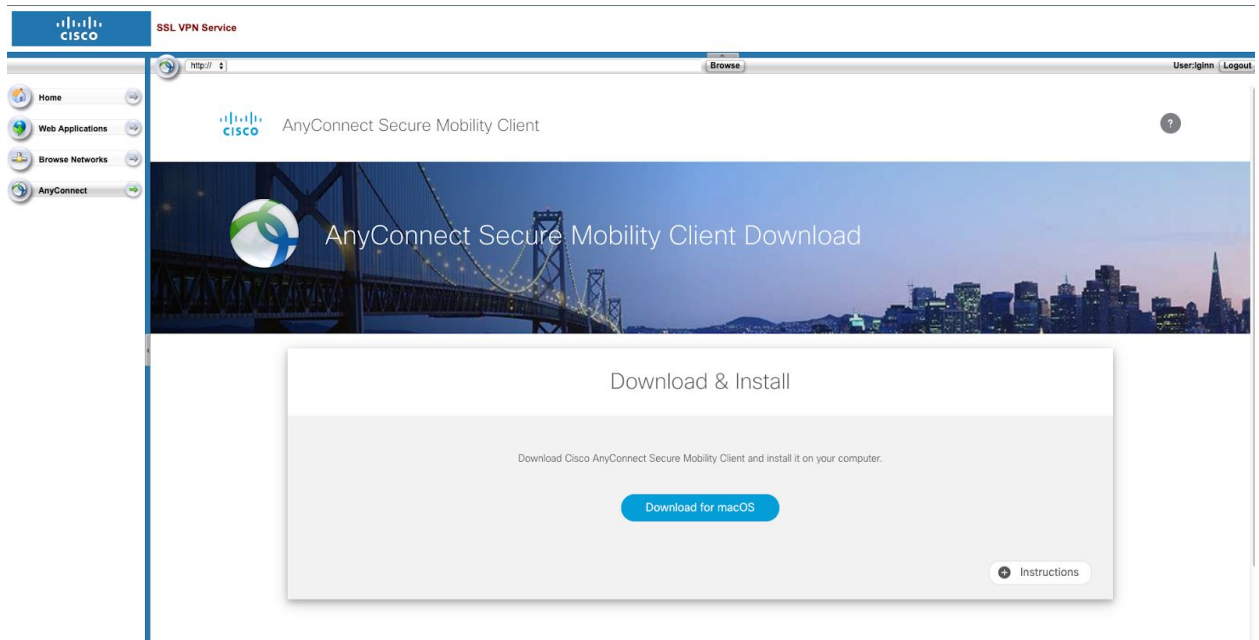 CISCO
SSL VPN Service
http://
Browse
User:lginn
Logout
Home
Web Applications
Browse Networks
AnyConnect
CISCO
AnyConnect Secure Mobility Client
?
AnyConnect Secure Mobility Client Download
Download & Install
Download Cisco AnyConnect Secure Mobility Client and install it on your computer.
Download for macOS
Instructions